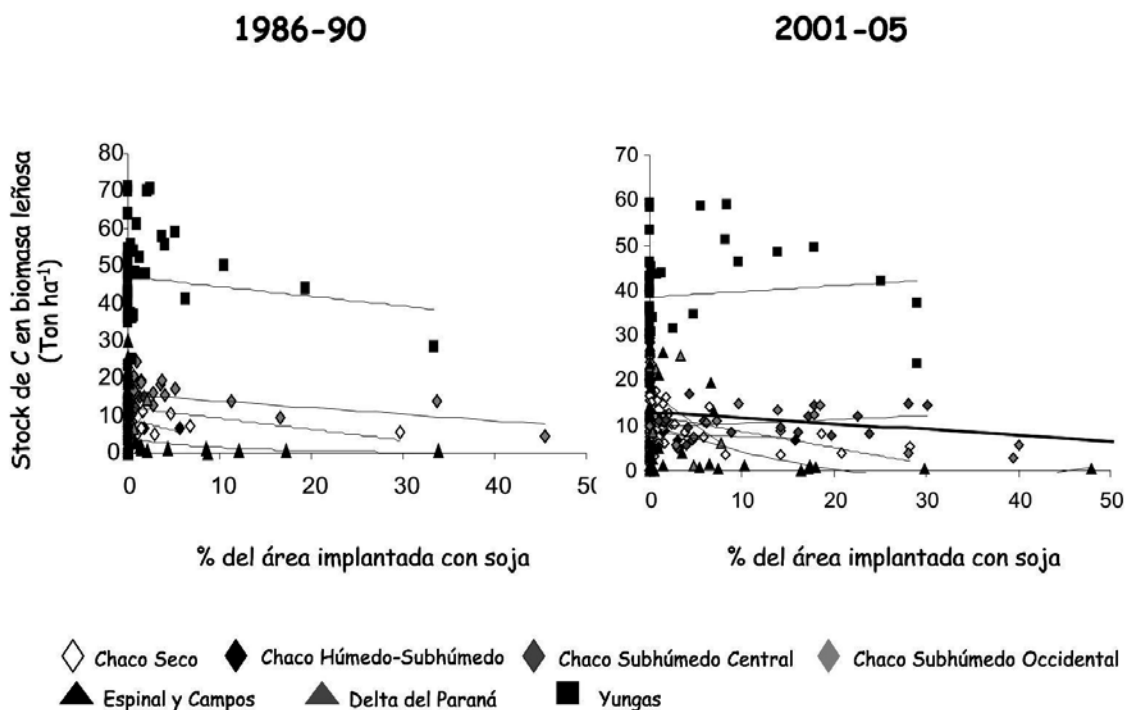 1986-90
2001-05
Stock de C en biomasa leñosa
(Ton ha⁻¹)
80
70
60
50
40
30
20
10
0
0
10
20
30
40
50
% del área implantada con soja
70
60
50
40
30
20
10
0
0
10
20
30
40
50
% del área implantada con soja
Chaco Seco
Chaco Húmedo-Subhúmedo
Chaco Subhúmedo Central
Chaco Subhúmedo Occidental
Espinal y Campos
Delta del Paraná
Yungas